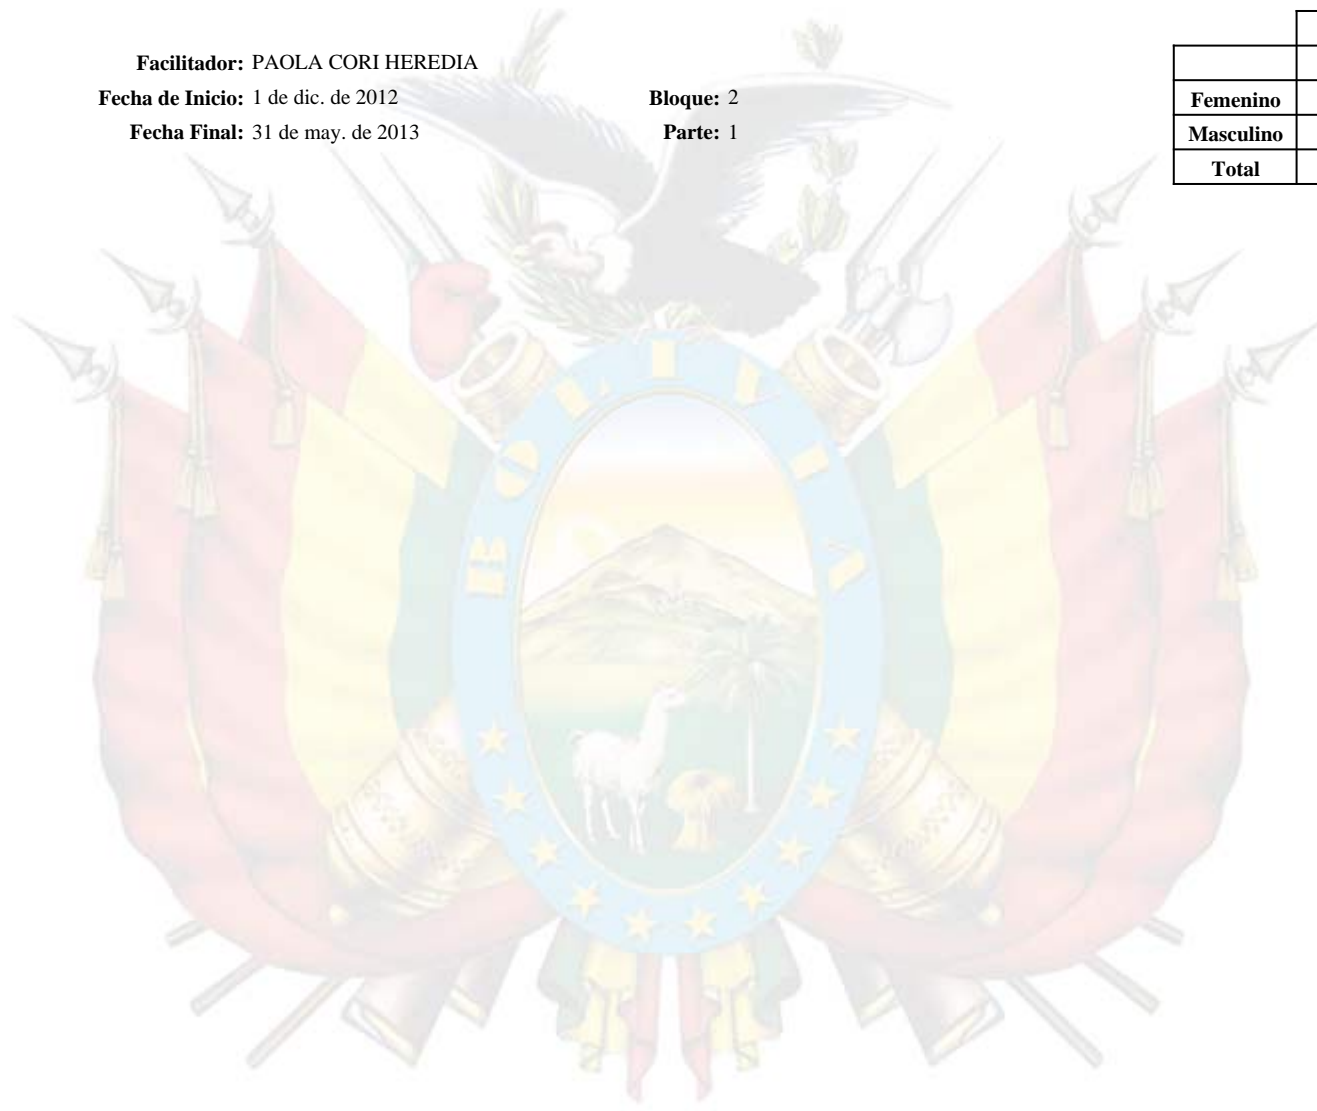 Facilitador: PAOLA CORI HEREDIA
Fecha de Inicio: 1 de dic. de 2012 Bloque: 2
Fecha Final: 31 de may. de 2013 Parte: 1
Femenino
Masculino
Total
BOLIVIA